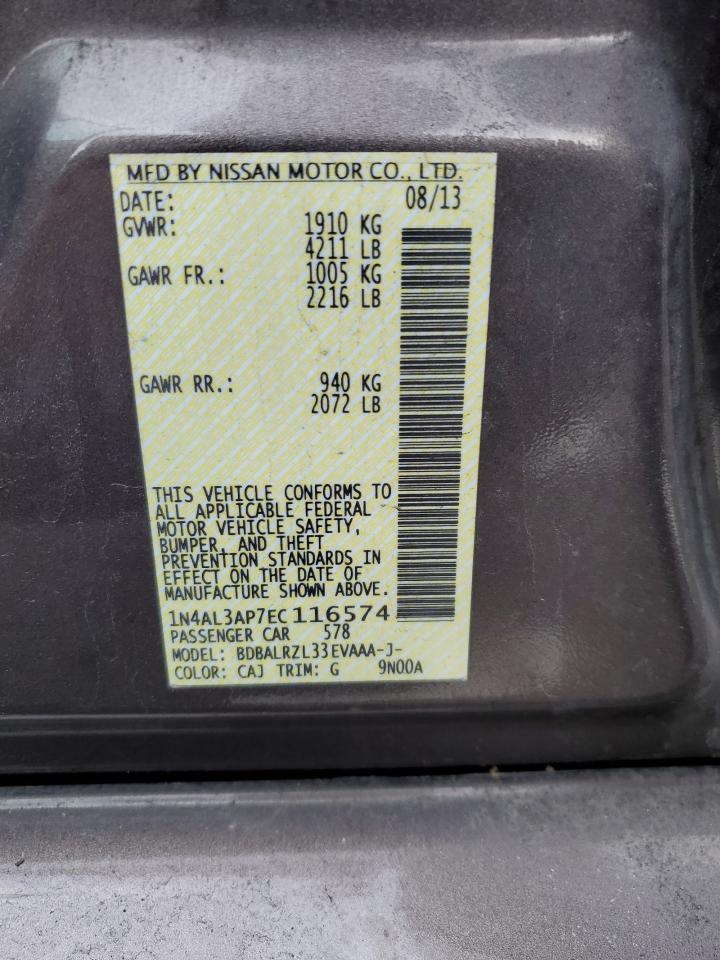 MFD BY NISSAN MOTOR CO., LTD.
DATE: 08/13
GVWR: 1910 KG
4211 LB
GAWR FR.: 1005 KG
2216 LB
GAWR RR.: 940 KG
2072 LB
THIS VEHICLE CONFORMS TO
ALL APPLICABLE FEDERAL
MOTOR VEHICLE SAFETY,
BUMPER, AND THEFT
PREVENTION STANDARDS IN
EFFECT ON THE DATE OF
MANUFACTURE SHOWN ABOVE.
1N4AL3AP7EC116574
PASSENGER CAR 578
MODEL: BDBALRZL33EVAAA-J-
COLOR: CAJ TRIM: G 9N00A